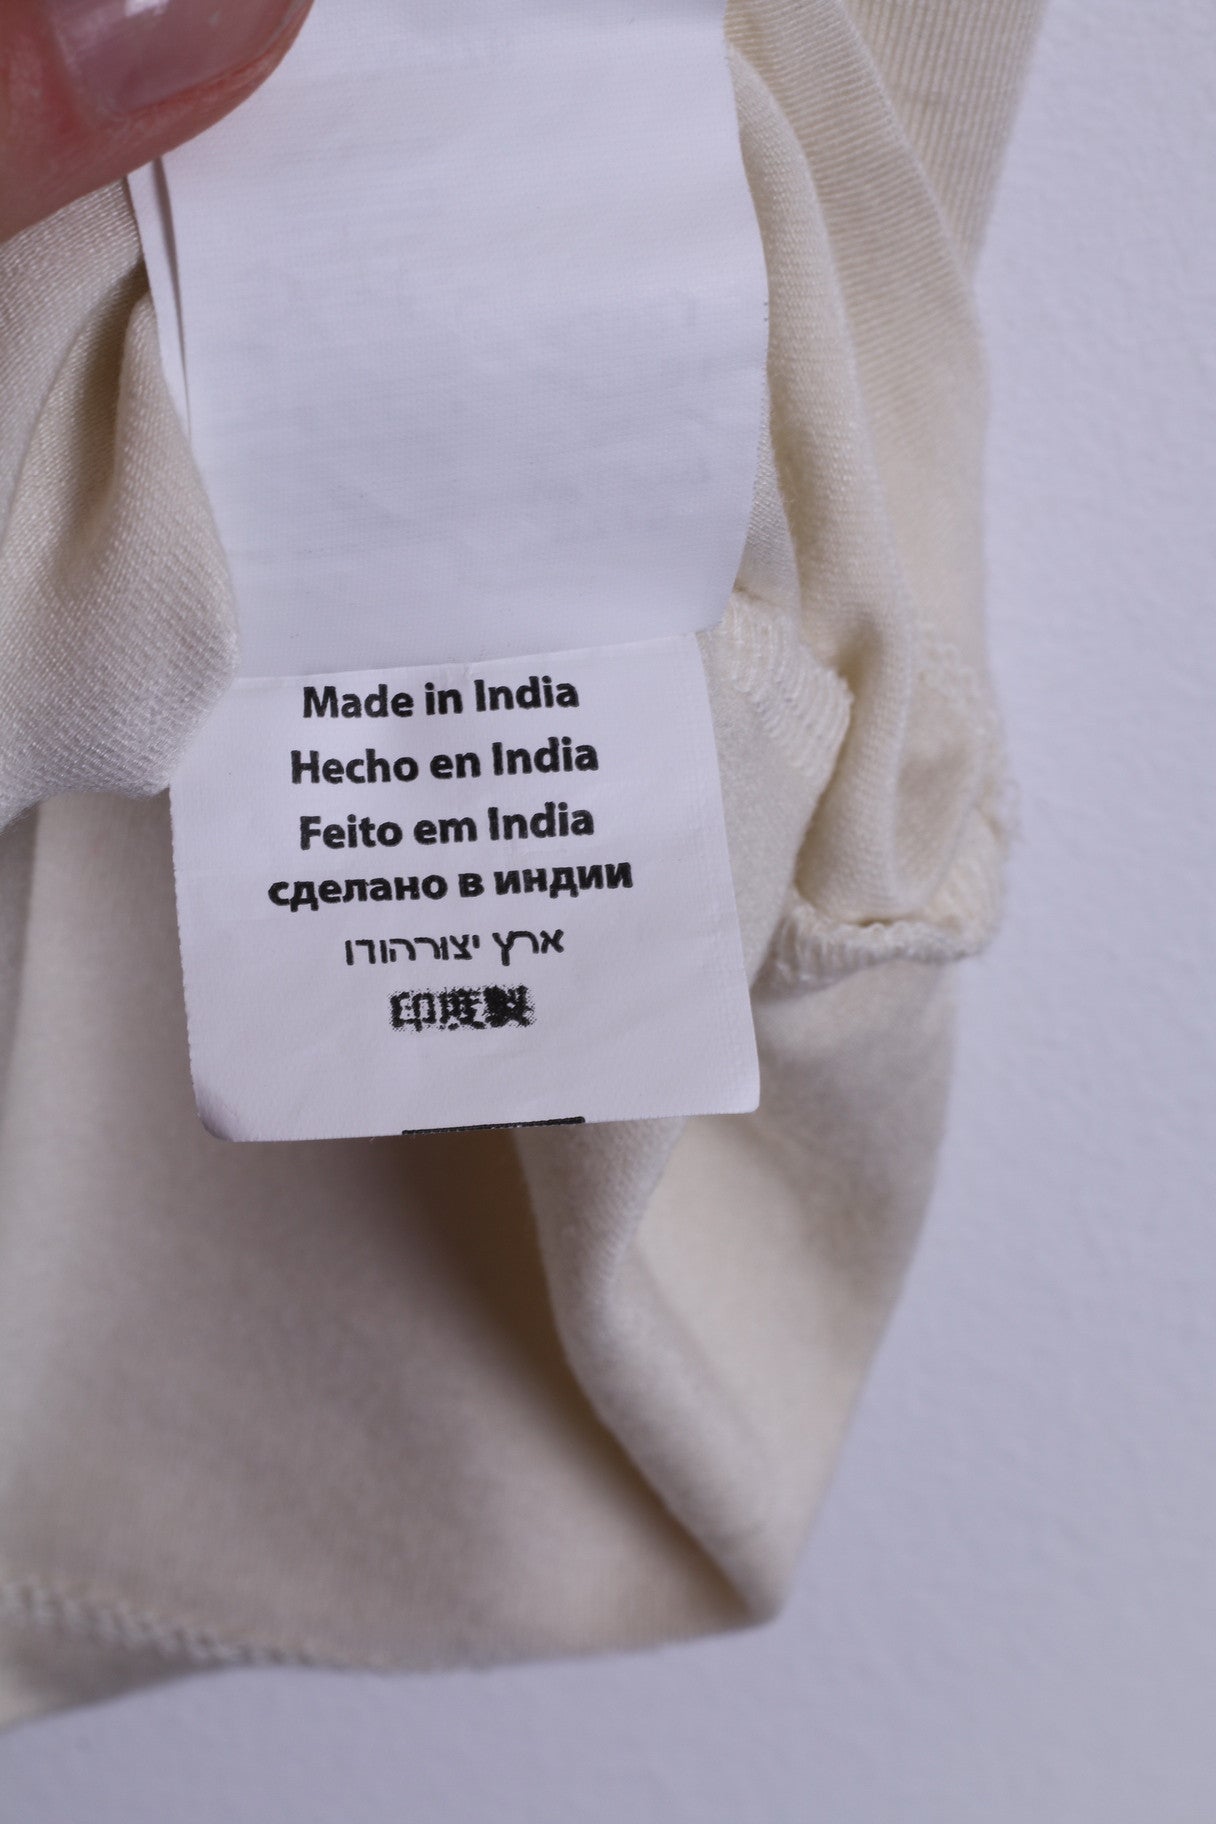 Made in India
Hecho en India
Feito em India
сделано в индии
ארץ יצורהודו
印度製